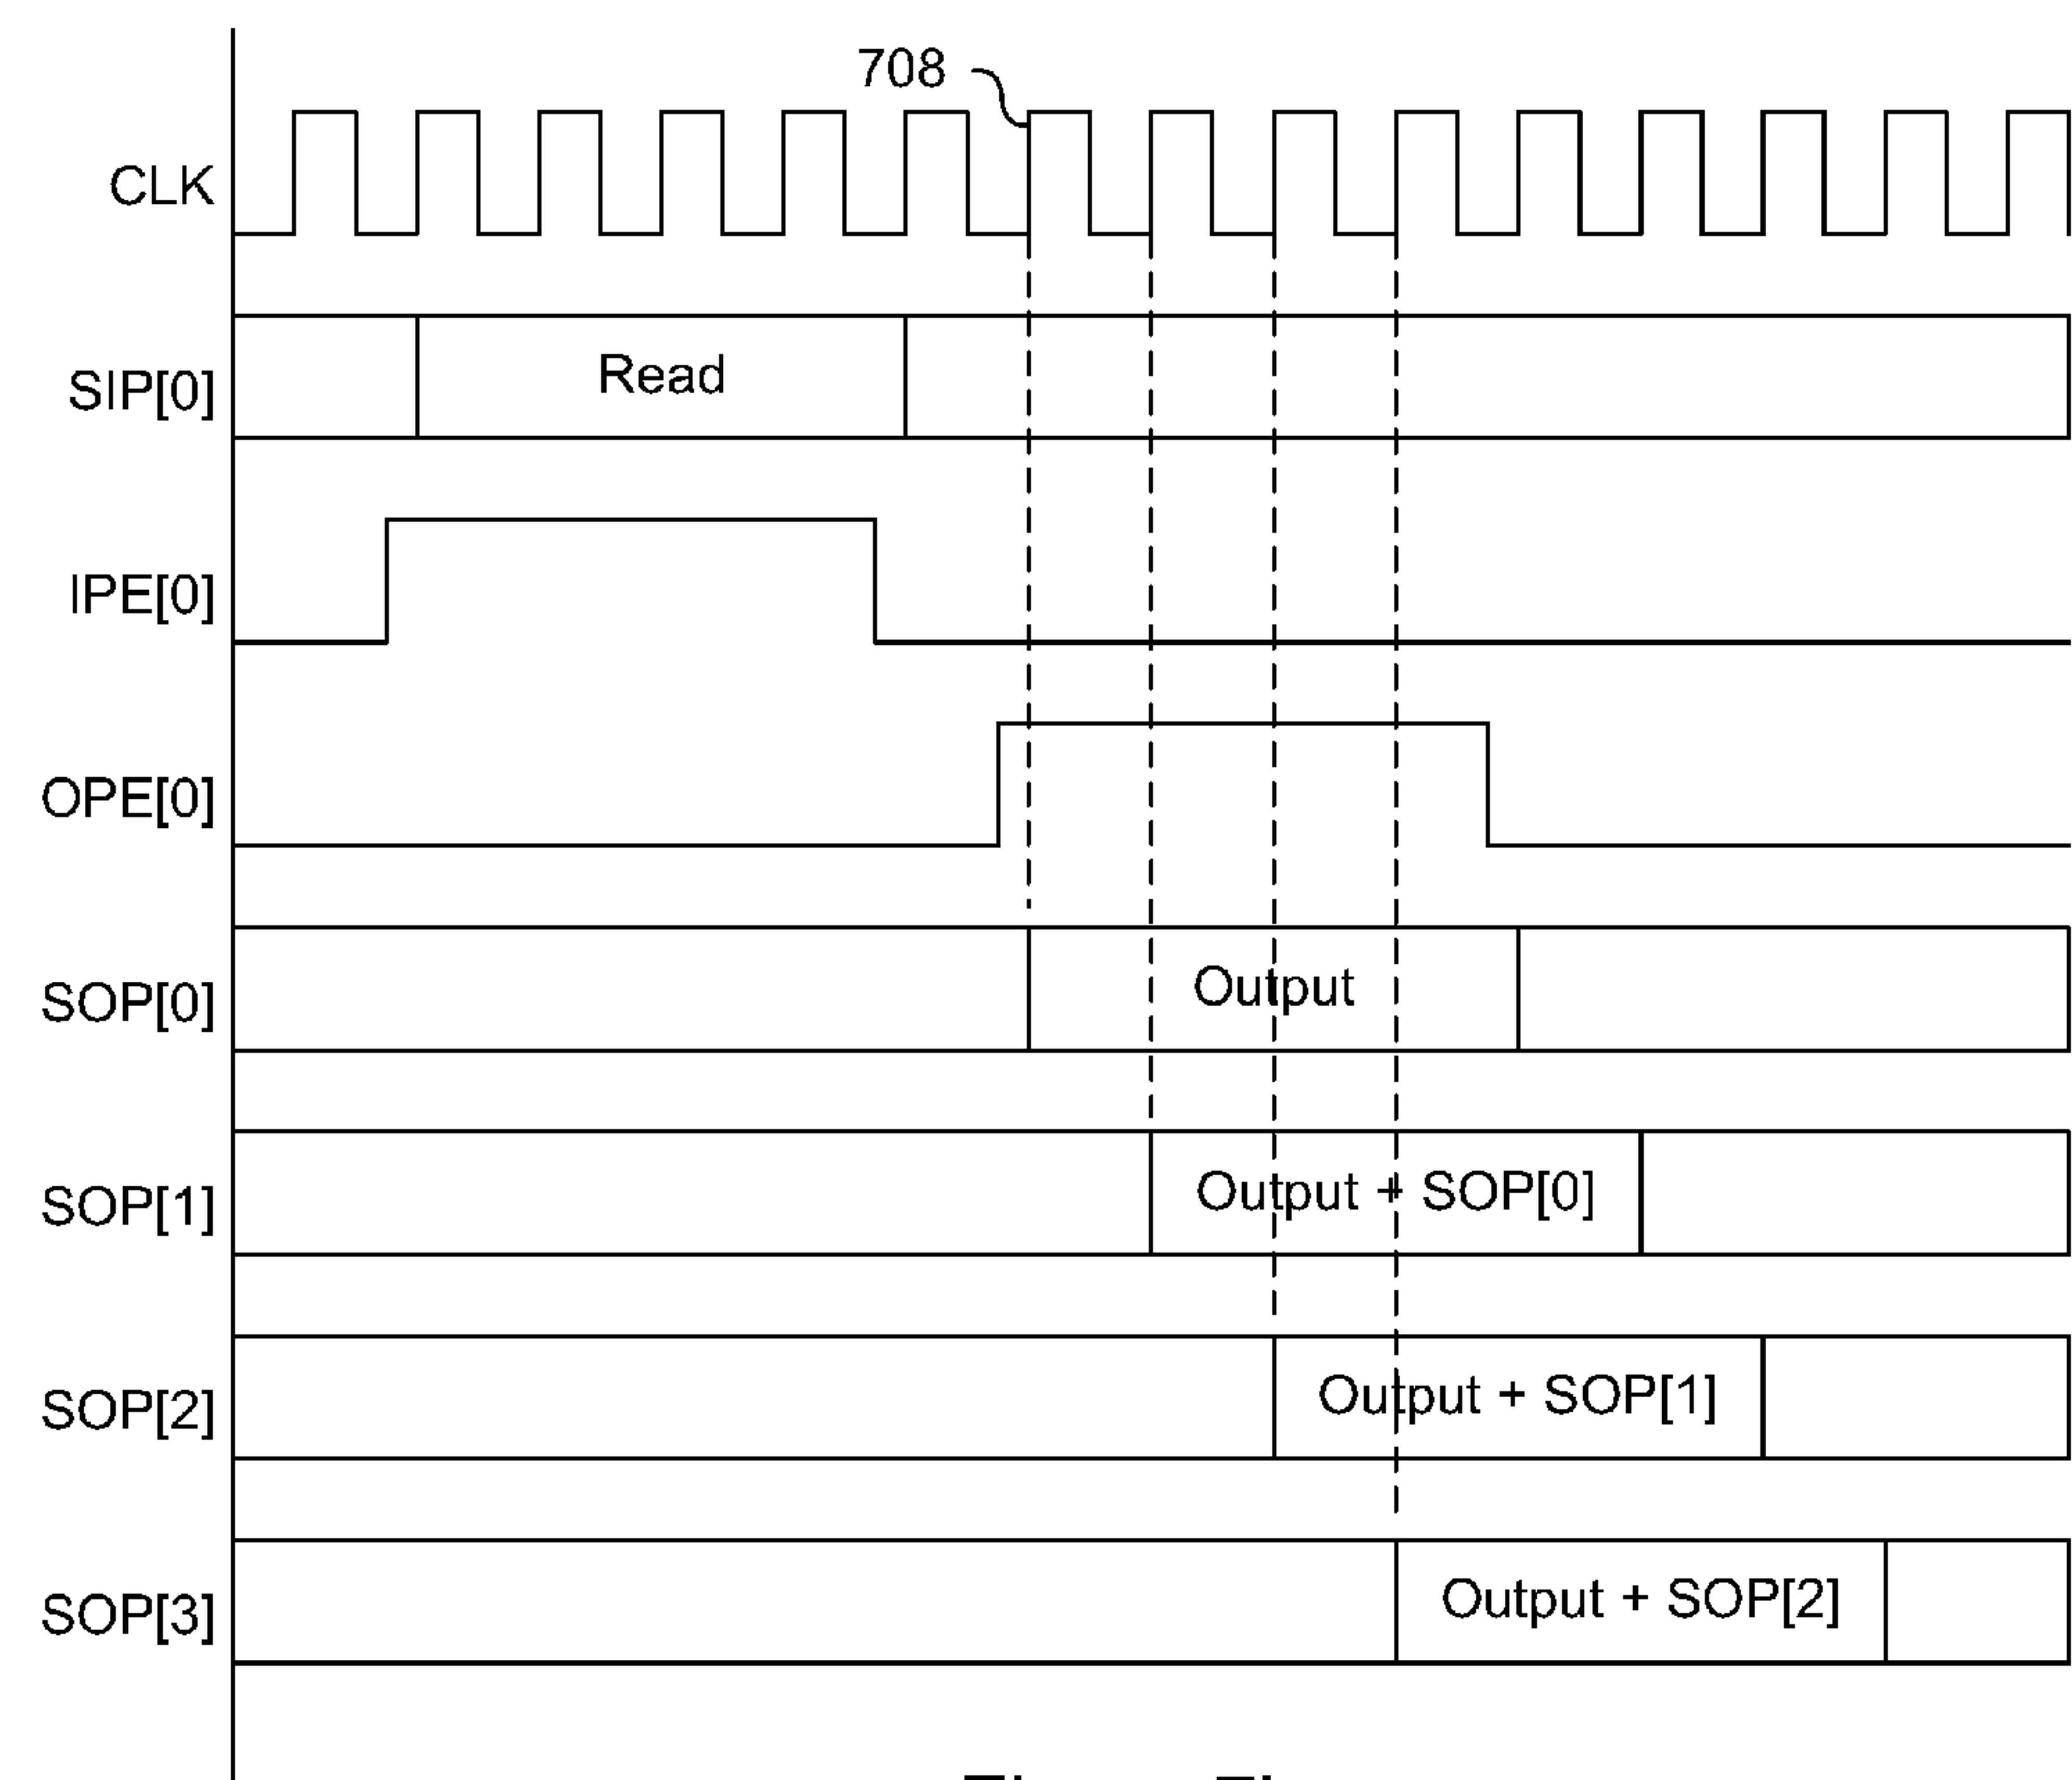 708
CLK
SIP[0]
Read
IPE[0]
OPE[0]
SOP[0]
Output
SOP[1]
Output + SOP[0]
SOP[2]
Output + SOP[1]
SOP[3]
Output + SOP[2]